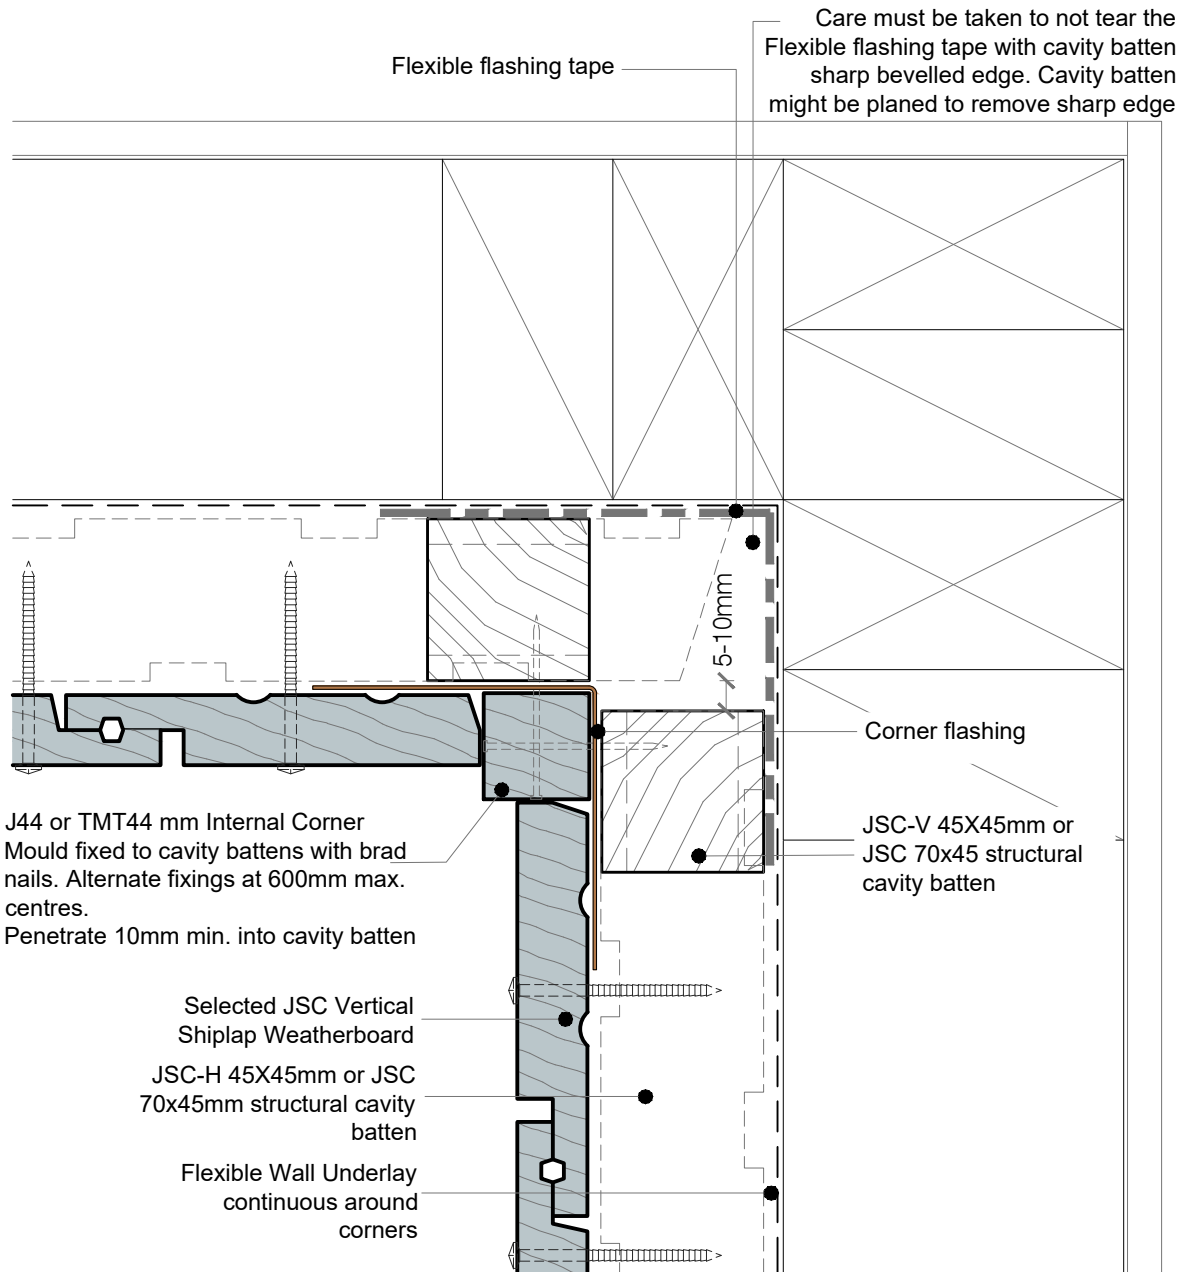 Care must be taken to not tear the
Flexible flashing tape with cavity batten
sharp bevelled edge. Cavity batten
might be planed to remove sharp edge
Flexible flashing tape
5-10mm
Corner flashing
J44 or TMT44 mm Internal Corner
Mould fixed to cavity battens with brad
nails. Alternate fixings at 600mm max.
centres.
Penetrate 10mm min. into cavity batten
JSC-V 45X45mm or
JSC 70x45 structural
cavity batten
Selected JSC Vertical
Shiplap Weatherboard
JSC-H 45X45mm or JSC
70x45mm structural cavity
batten
Flexible Wall Underlay
continuous around
corners